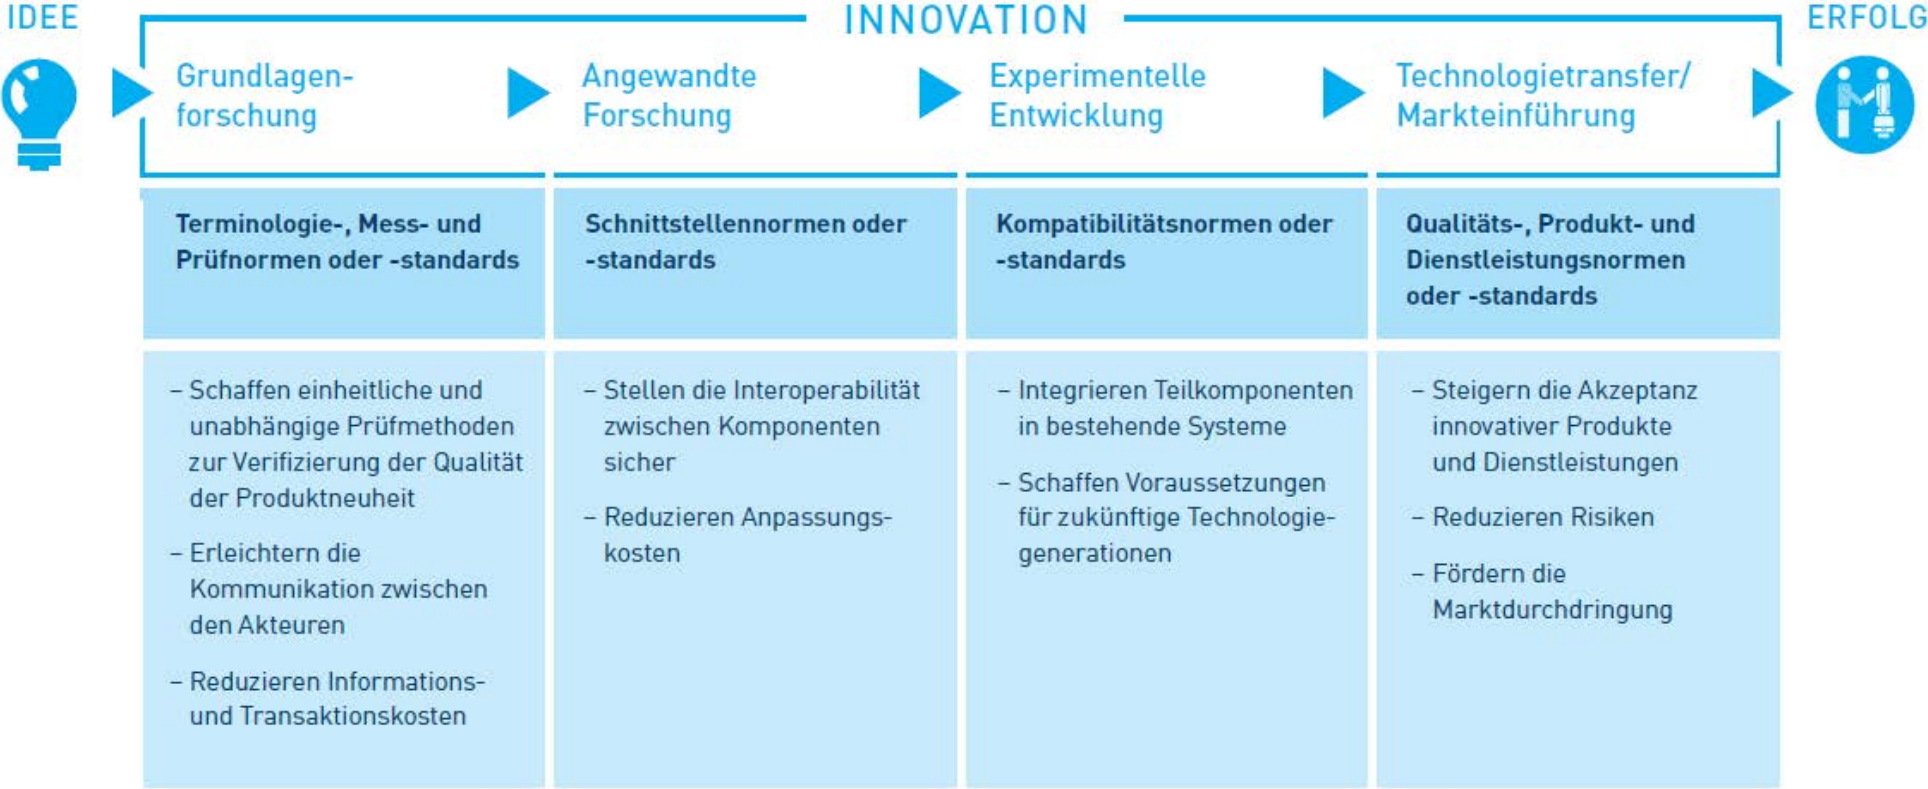 IDEE
INNOVATION
ERFOLG
Grundlagen-
forschung
Angewandte
Forschung
Experimentelle
Entwicklung
Technologietransfer/
Markteinführung
Terminologie-, Mess- und
Prüfnormen oder -standards
Schnittstellennormen oder
-standards
Kompatibilitätsnormen oder
-standards
Qualitäts-, Produkt- und
Dienstleistungsnormen
oder -standards
– Schaffen einheitliche und
unabhängige Prüfmethoden
zur Verifizierung der Qualität
der Produktneuheit
– Erleichtern die
Kommunikation zwischen
den Akteuren
– Reduzieren Informations-
und Transaktionskosten
– Stellen die Interoperabilität
zwischen Komponenten
sicher
– Reduzieren Anpassungs-
kosten
– Integrieren Teilkomponenten
in bestehende Systeme
– Schaffen Voraussetzungen
für zukünftige Technologie-
generationen
– Steigern die Akzeptanz
innovativer Produkte
und Dienstleistungen
– Reduzieren Risiken
– Fördern die
Marktdurchdringung